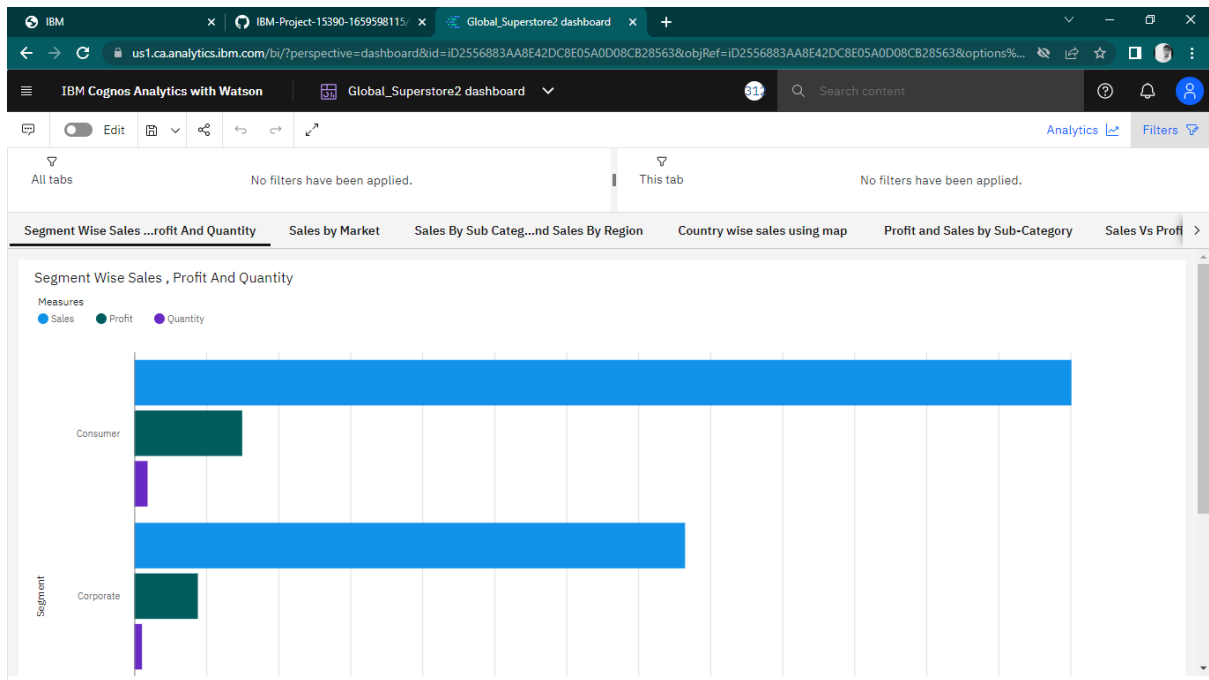 IBM
IBM-Project-15390-1659598115/
Global_Superstore2 dashboard
us1.ca.analytics.ibm.com/bi/?perspective=dashboard&id=iD2556883AA8E42DC8E05A0D08CB28563&objRef=iD2556883AA8E42DC8E05A0D08CB28563&options%...
IBM Cognos Analytics with Watson
Global_Superstore2 dashboard
312
Search content
Edit
Analytics
Filters
All tabs
No filters have been applied.
This tab
No filters have been applied.
Segment Wise Sales ...rofit And Quantity
Sales by Market
Sales By Sub Categ...nd Sales By Region
Country wise sales using map
Profit and Sales by Sub-Category
Sales Vs Profi
Segment Wise Sales , Profit And Quantity
Measures
Sales
Profit
Quantity
Consumer
Segment
Corporate